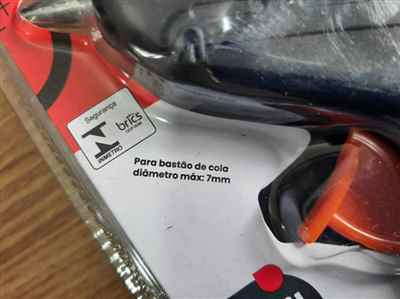 Segurança
brics
INMETRO
Para bastão de cola
diâmetro máx: 7mm